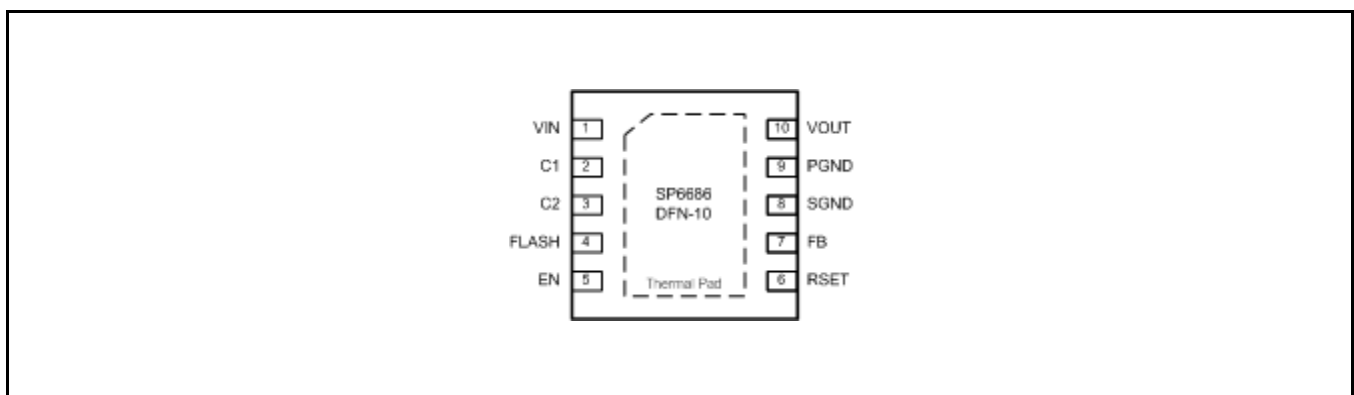 VIN 1 10 VOUT
C1 2 9 PGND
C2 3 8 SGND
SP6686
DFN-10
FLASH 4 7 FB
EN 5 6 RSET
Thermal Pad